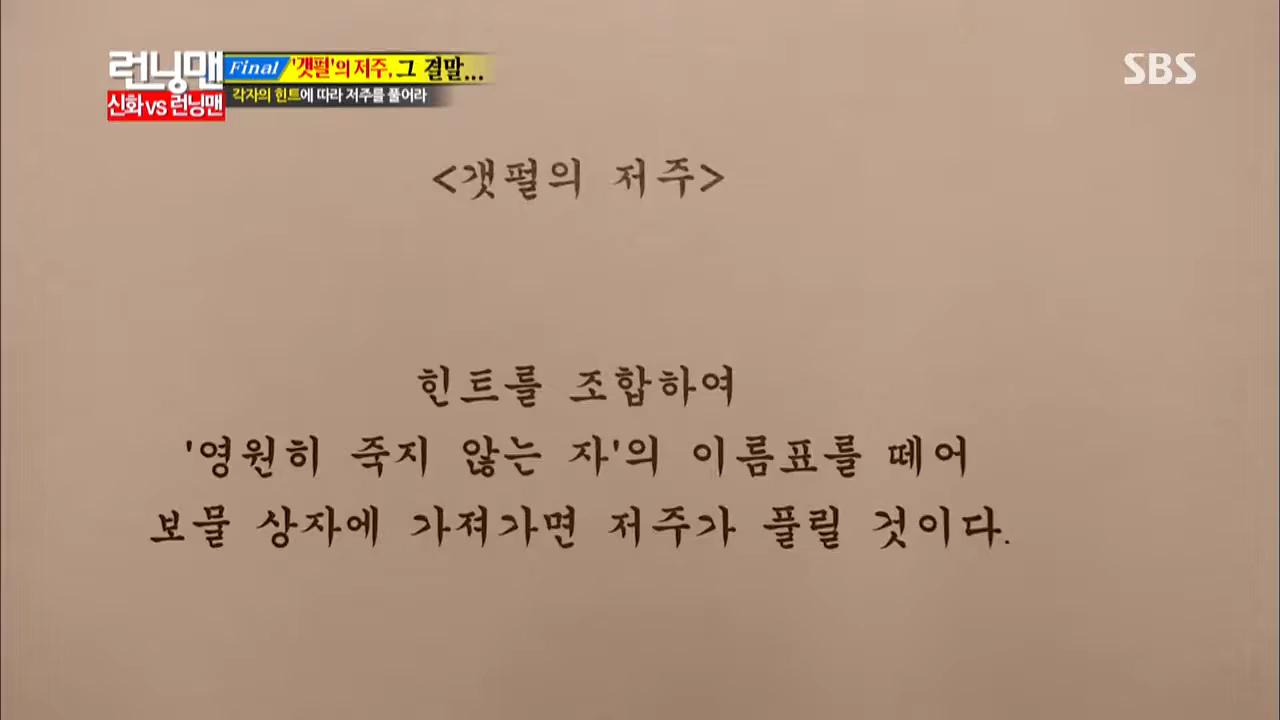 런닝맨
신화 vs 런닝맨
Final '갯펄'의 저주, 그 결말...
각자의 힌트에 따라 저주를 풀어라
SBS
<갯펄의 저주>
힌트를 조합하여
'영원히 죽지 않는 자'의 이름표를 떼어
보물 상자에 가져가면 저주가 풀릴 것이다.